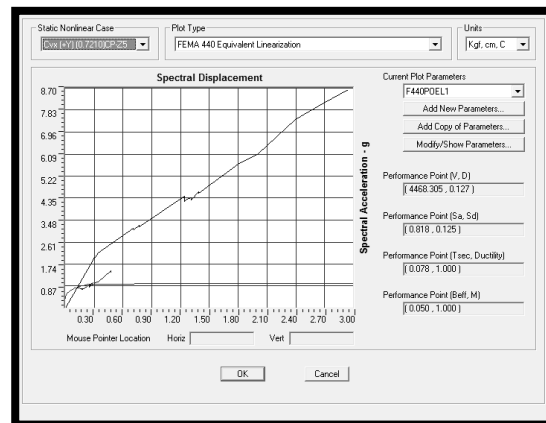 Static Nonlinear Case
Plot Type
Units
Cvx (+Y) (0.7210)CP-Z5
FEMA 440 Equivalent Linearization
Kgf, cm, C
Spectral Displacement
Current Plot Parameters
F440PDEL1
Add New Parameters...
Add Copy of Parameters...
Modify/Show Parameters...
8.70
7.83
6.96
6.09
5.22
4.35
3.48
2.61
1.74
0.87
Spectral Acceleration - g
Performance Point (V, D)
( 4468.305 , 0.127 )
Performance Point (Sa, Sd)
( 0.818 , 0.125 )
Performance Point (Tsec, Ductility)
( 0.078 , 1.000 )
Performance Point (Beff, M)
( 0.050 , 1.000 )
0.30 0.60 0.90 1.20 1.50 1.80 2.10 2.40 2.70 3.00
Mouse Pointer Location Horiz Vert
OK Cancel